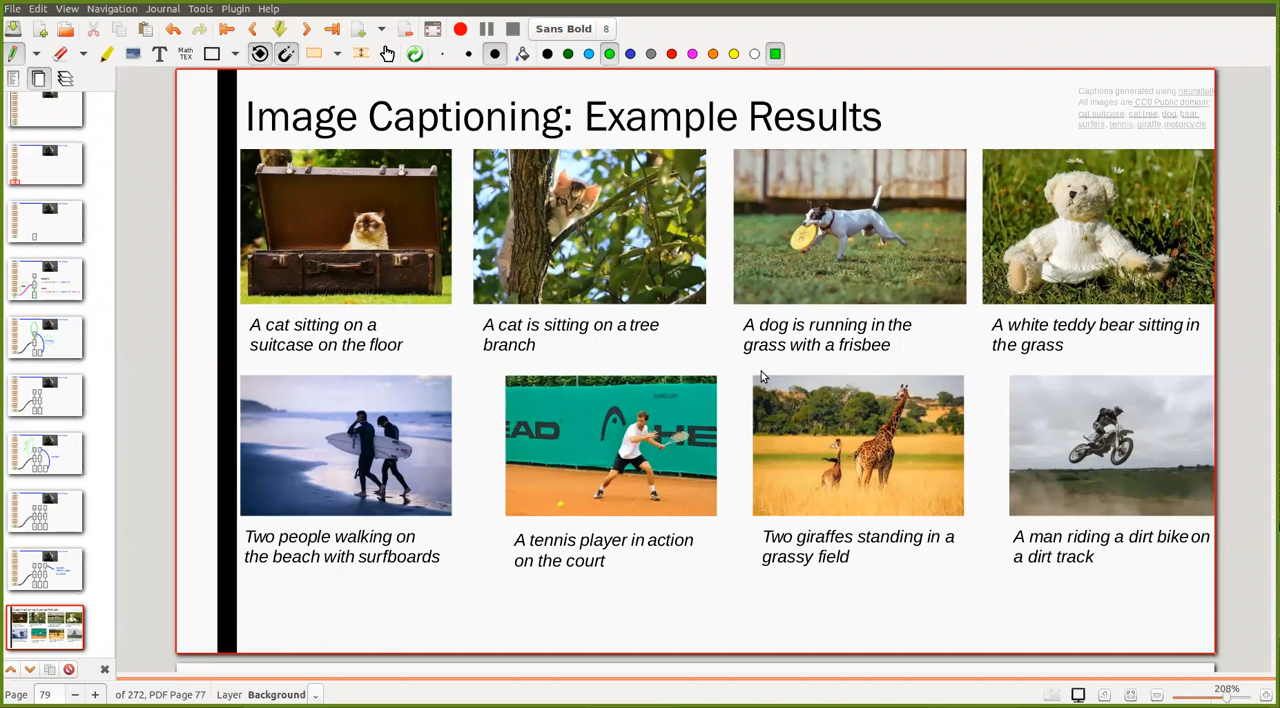 File Edit View Navigation Journal Tools Plugin Help
Sans Bold 8
T Math TEX
Image Captioning: Example Results
Captions generated using neuraltalk
All images are CC0 Public domain:
cat suitcase, cat tree, dog, bear,
surfers, tennis, giraffe, motorcycle
A cat sitting on a
suitcase on the floor
A cat is sitting on a tree
branch
A dog is running in the
grass with a frisbee
A white teddy bear sitting in
the grass
EAD
HE
Two people walking on
the beach with surfboards
A tennis player in action
on the court
Two giraffes standing in a
grassy field
A man riding a dirt bike on
a dirt track
Page 79 of 272, PDF Page 77 Layer Background
208%